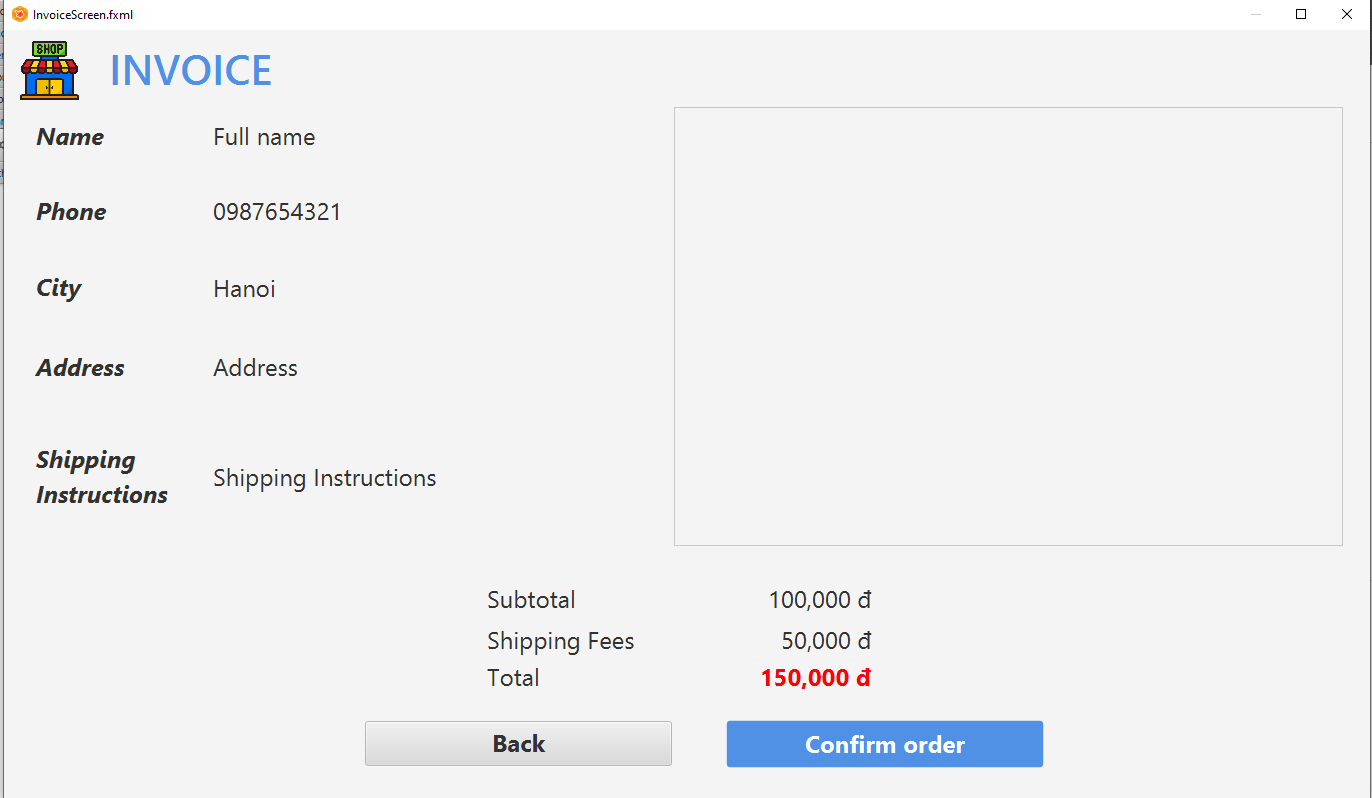 InvoiceScreen.fxml
SHOP
INVOICE
Name Full name
Phone 0987654321
City Hanoi
Address Address
Shipping
Instructions
Shipping Instructions
Subtotal 100,000 đ
Shipping Fees 50,000 đ
Total 150,000 đ
Back Confirm order